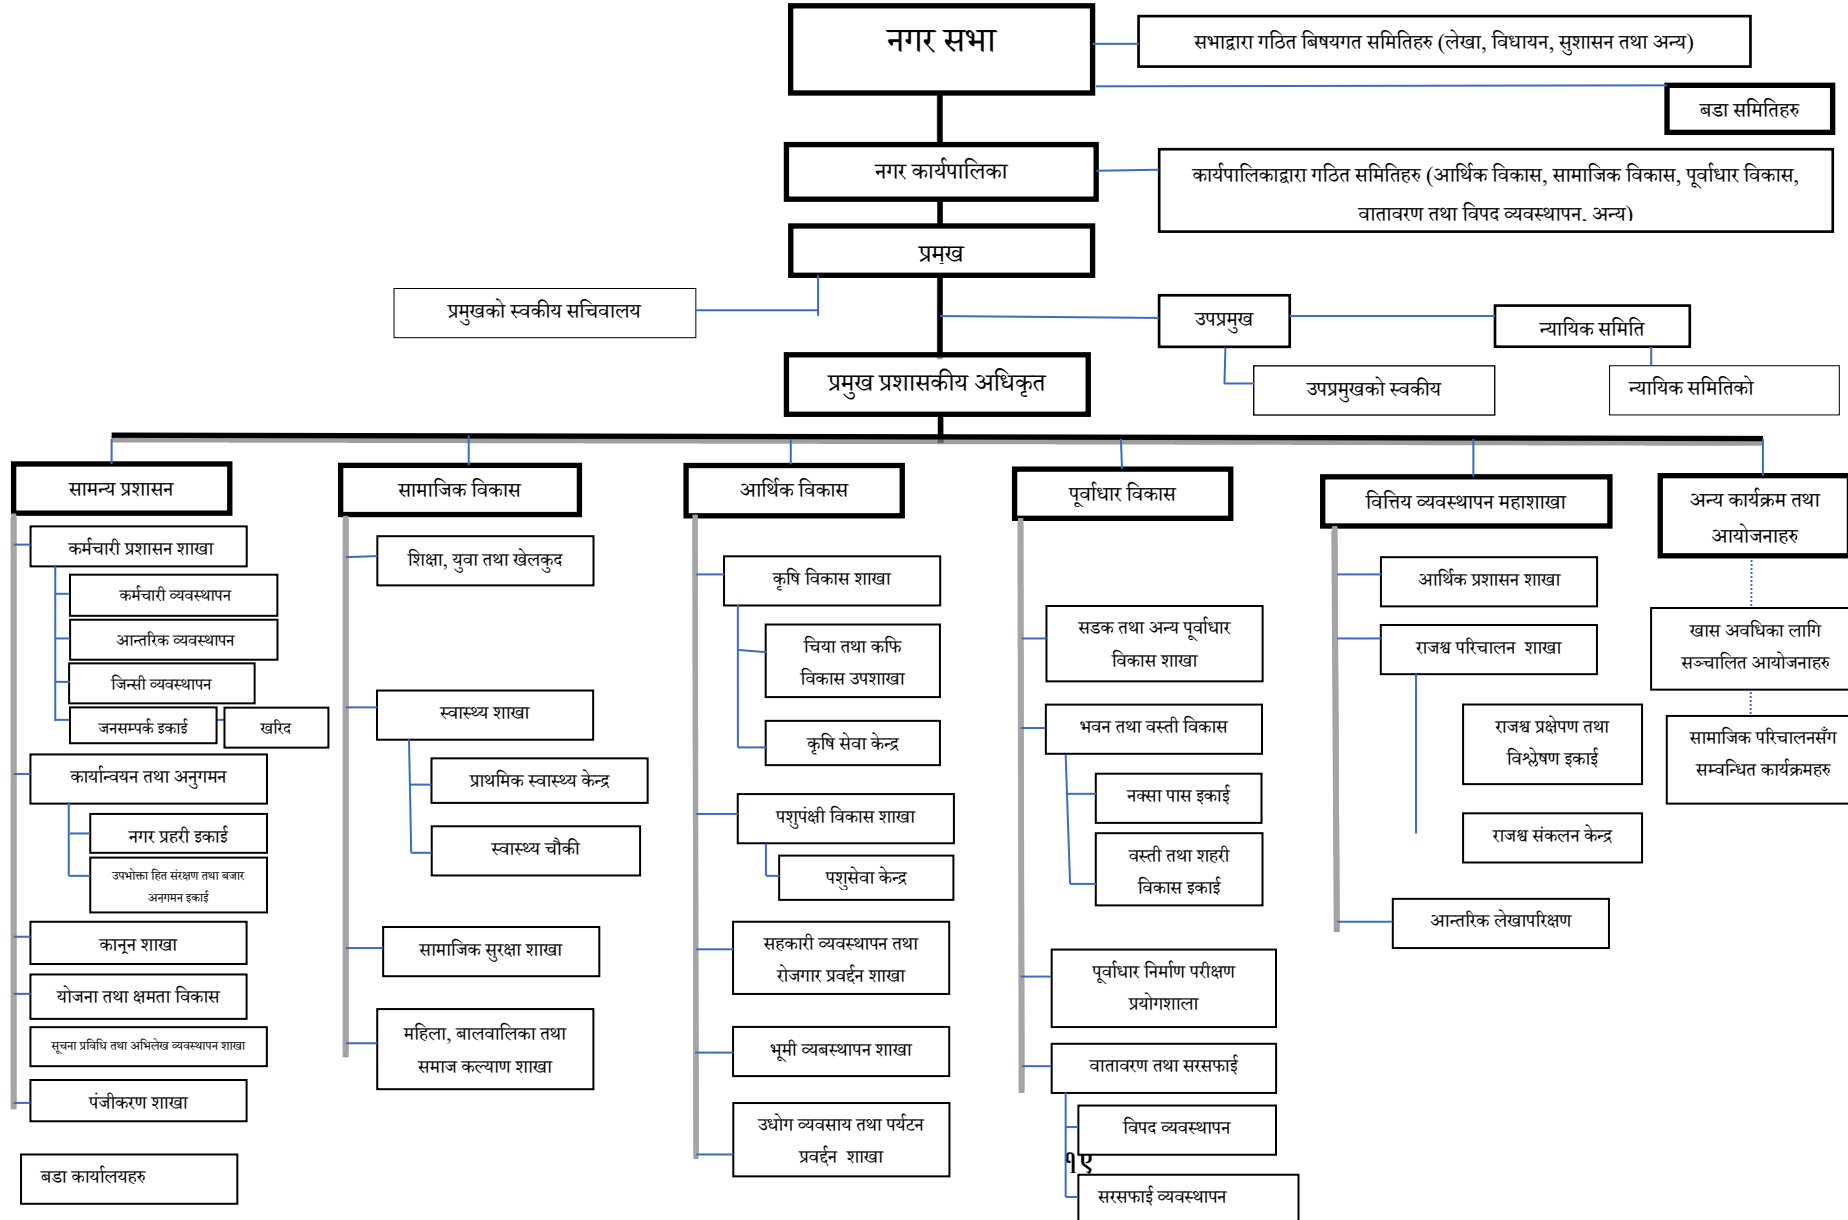 नगर सभा
सभाद्वारा गठित बिषयगत समितिहरु (लेखा, विधायन, सुशासन तथा अन्य)
बडा समितिहरु
नगर कार्यपालिका
कार्यपालिकाद्वारा गठित समितिहरु (आर्थिक विकास, सामाजिक विकास, पूर्वाधार विकास,
वातावरण तथा विपद व्यवस्थापन, अन्य)
प्रमुख
प्रमुखको स्वकीय सचिवालय
उपप्रमुख
न्यायिक समिति
प्रमुख प्रशासकीय अधिकृत
उपप्रमुखको स्वकीय
न्यायिक समितिको
सामन्य प्रशासन
कर्मचारी प्रशासन शाखा
कर्मचारी व्यवस्थापन
आन्तरिक व्यवस्थापन
जिन्सी व्यवस्थापन
जनसम्पर्क इकाई
खरिद
कार्यान्वयन तथा अनुगमन
नगर प्रहरी इकाई
उपभोक्ता हित संरक्षण तथा बजार
अनुगमन इकाई
कानून शाखा
योजना तथा क्षमता विकास
सूचना प्रविधि तथा अभिलेख व्यवस्थापन शाखा
पंजीकरण शाखा
बडा कार्यालयहरु
सामाजिक विकास
शिक्षा, युवा तथा खेलकुद
स्वास्थ्य शाखा
प्राथमिक स्वास्थ्य केन्द्र
स्वास्थ्य चौकी
सामाजिक सुरक्षा शाखा
महिला, बालवालिका तथा
समाज कल्याण शाखा
आर्थिक विकास
कृषि विकास शाखा
चिया तथा कफि
विकास उपशाखा
कृषि सेवा केन्द्र
पशुपंक्षी विकास शाखा
पशुसेवा केन्द्र
सहकारी व्यवस्थापन तथा
रोजगार प्रवर्द्दन शाखा
भूमी व्यबस्थापन शाखा
उधोग व्यवसाय तथा पर्यटन
प्रवर्द्दन शाखा
पूर्वाधार विकास
सडक तथा अन्य पूर्वाधार
विकास शाखा
भवन तथा वस्ती विकास
नक्सा पास इकाई
वस्ती तथा शहरी
विकास इकाई
पूर्वाधार निर्माण परीक्षण
प्रयोगशाला
वातावरण तथा सरसफाई
विपद व्यवस्थापन
१९
सरसफाई व्यवस्थापन
वित्तिय व्यवस्थापन महाशाखा
आर्थिक प्रशासन शाखा
राजश्व परिचालन शाखा
राजश्व प्रक्षेपण तथा
विश्लेषण इकाई
राजश्व संकलन केन्द्र
आन्तरिक लेखापरिक्षण
अन्य कार्यक्रम तथा
आयोजनाहरु
खास अवधिका लागि
सञ्चालित आयोजनाहरु
सामाजिक परिचालनसँग
सम्वन्धित कार्यक्रमहरु